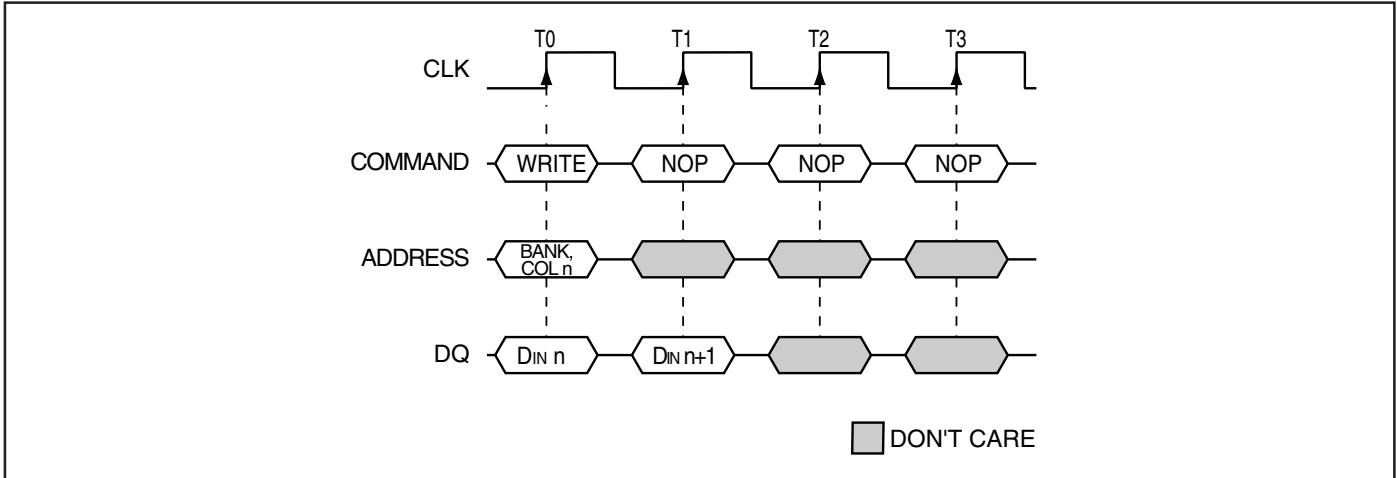 T0 T1 T2 T3
CLK
COMMAND WRITE NOP NOP NOP
ADDRESS BANK,
COL n
DQ DIN n DIN n+1
DON'T CARE